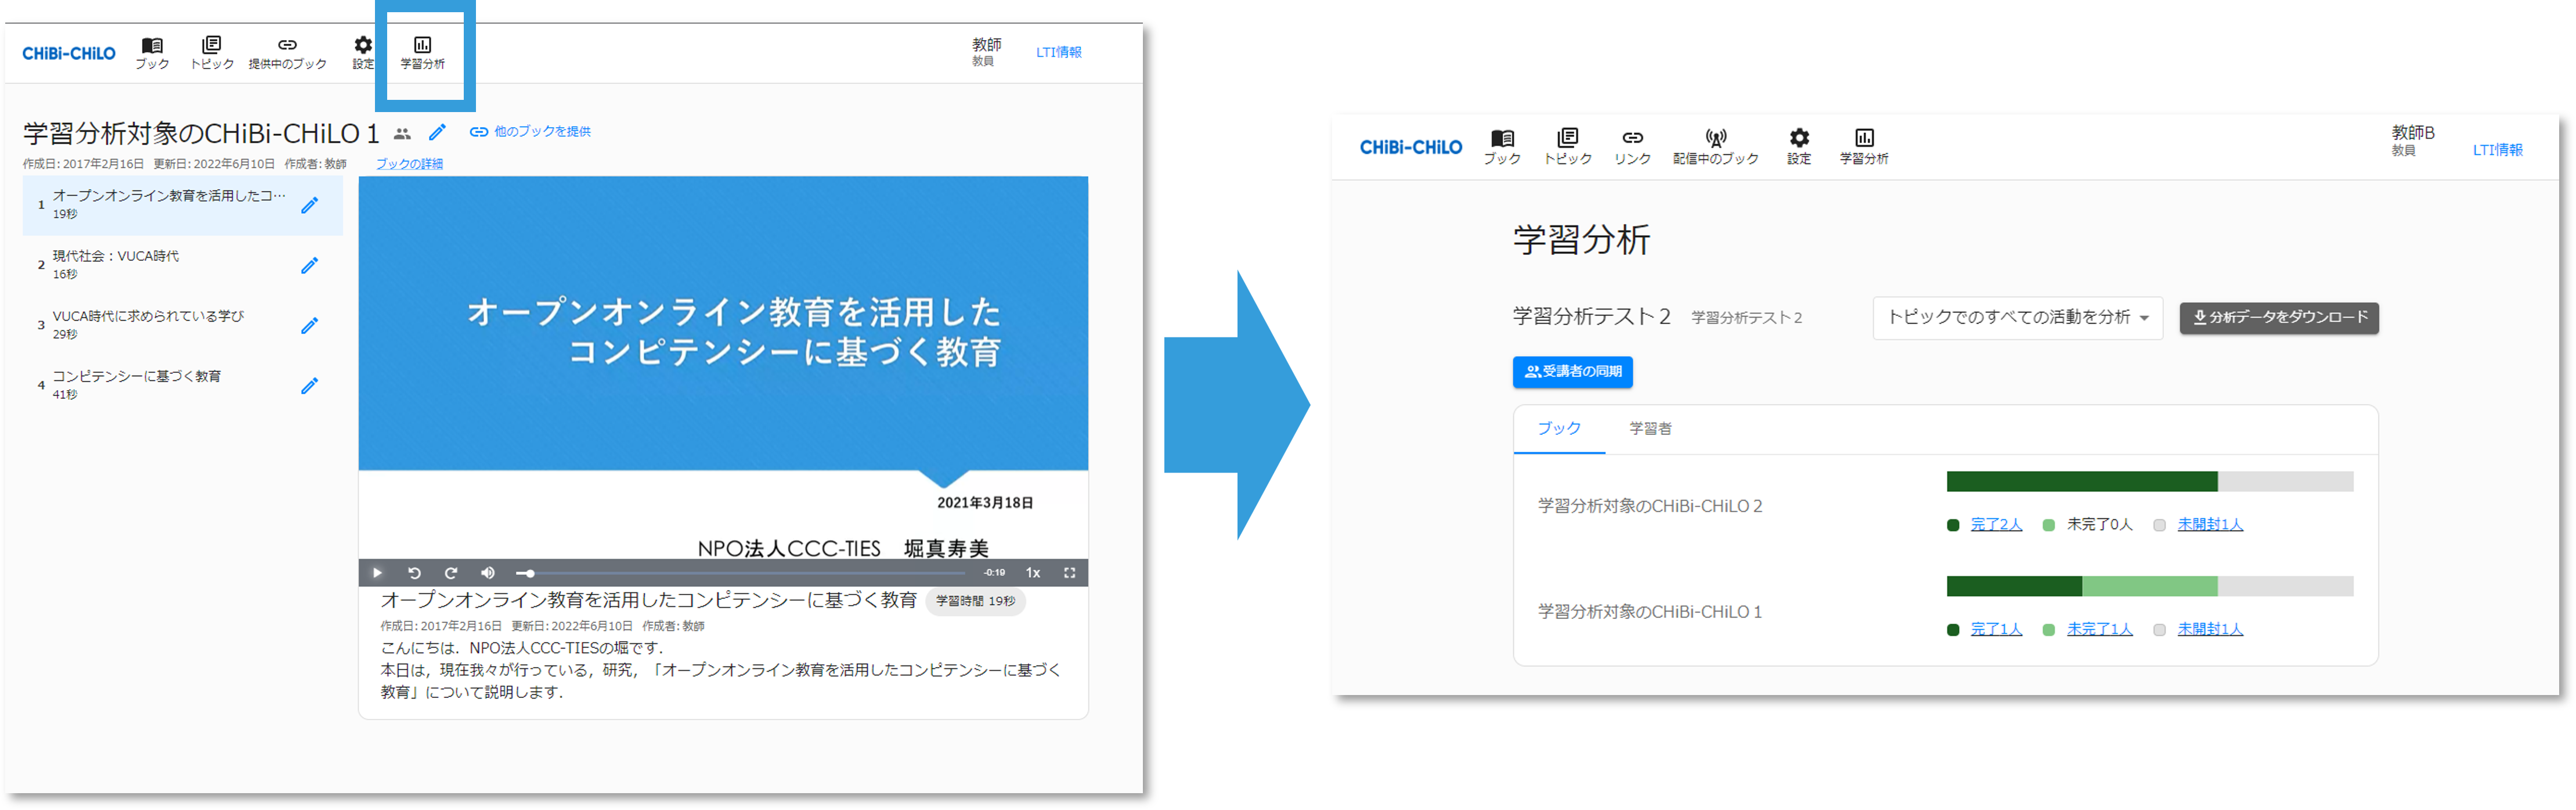 CHiBi-CHiLO
ブック
トピック
提供中のブック
設定
学習分析
教師
教員
LTI情報
学習分析対象のCHiBi-CHiLO 1
他のブックを提供
作成日: 2017年2月16日 更新日: 2022年6月10日 作成者: 教師
ブックの詳細
1 オープンオンライン教育を活用したコ…
19秒
2 現代社会：VUCA時代
16秒
3 VUCA時代に求められている学び
29秒
4 コンピテンシーに基づく教育
41秒
オープンオンライン教育を活用した
コンピテンシーに基づく教育
2021年3月18日
NPO法人CCC-TIES 堀真寿美
-0:19
1x
オープンオンライン教育を活用したコンピテンシーに基づく教育 学習時間 19秒
作成日: 2017年2月16日 更新日: 2022年6月10日 作成者: 教師
こんにちは．NPO法人CCC-TIESの堀です．
本日は，現在我々が行っている，研究，「オープンオンライン教育を活用したコンピテンシーに基づく
教育」について説明します．
CHiBi-CHiLO
ブック
トピック
リンク
配信中のブック
設定
学習分析
教師B
教員
LTI情報
学習分析
学習分析テスト２ 学習分析テスト２
トピックでのすべての活動を分析
分析データをダウンロード
受講者の同期
ブック
学習者
学習分析対象のCHiBi-CHiLO 2
完了2人 未完了0人 未開封1人
学習分析対象のCHiBi-CHiLO 1
完了1人 未完了1人 未開封1人